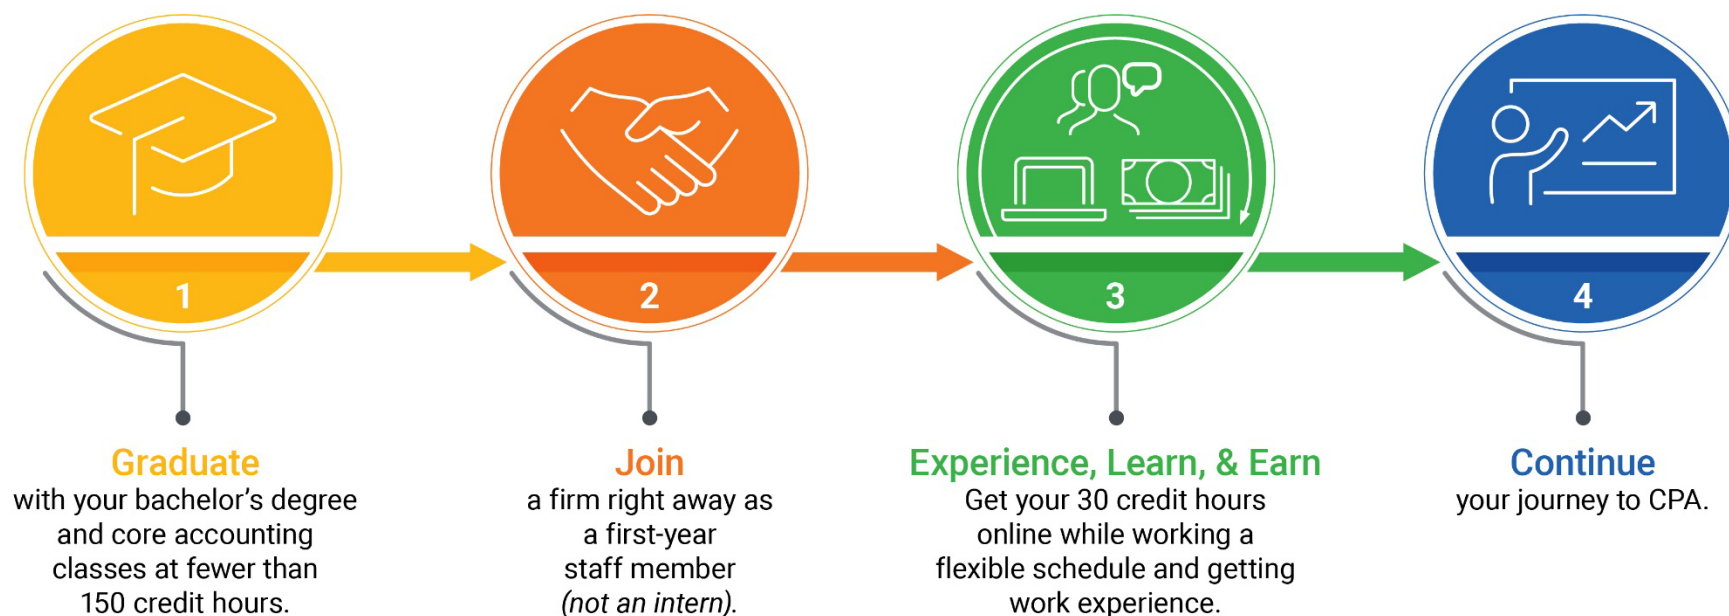 1
Graduate
with your bachelor’s degree
and core accounting
classes at fewer than
150 credit hours.
2
Join
a firm right away as
a first-year
staff member
(not an intern).
3
Experience, Learn, & Earn
Get your 30 credit hours
online while working a
flexible schedule and getting
work experience.
4
Continue
your journey to CPA.